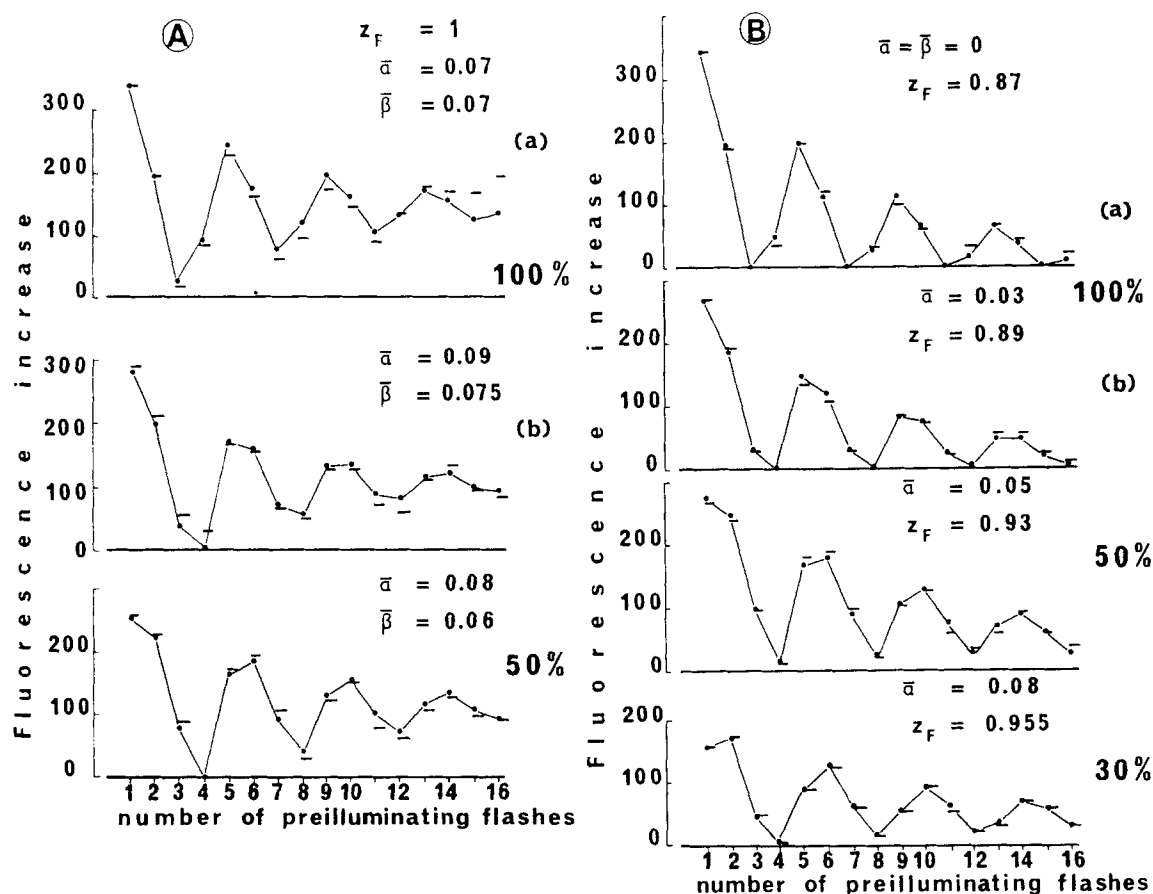 A
z_F = 1
ā = 0.07
β̄ = 0.07
(a)
300
200
100
0
100%
ā = 0.09
β̄ = 0.075
(b)
300
200
100
0
ā = 0.08
β̄ = 0.06
50%
200
100
0
Fluorescence increase
1 2 3 4 5 6 7 8 9 10 12 14 16
number of preilluminating flashes
B
ā = β̄ = 0
z_F = 0.87
(a)
300
200
100
0
100%
ā = 0.03
z_F = 0.89
(b)
200
100
0
ā = 0.05
z_F = 0.93
50%
200
100
0
ā = 0.08
z_F = 0.955
30%
200
100
0
Fluorescence increase
1 2 3 4 5 6 7 8 9 10 12 14 16
number of preilluminating flashes